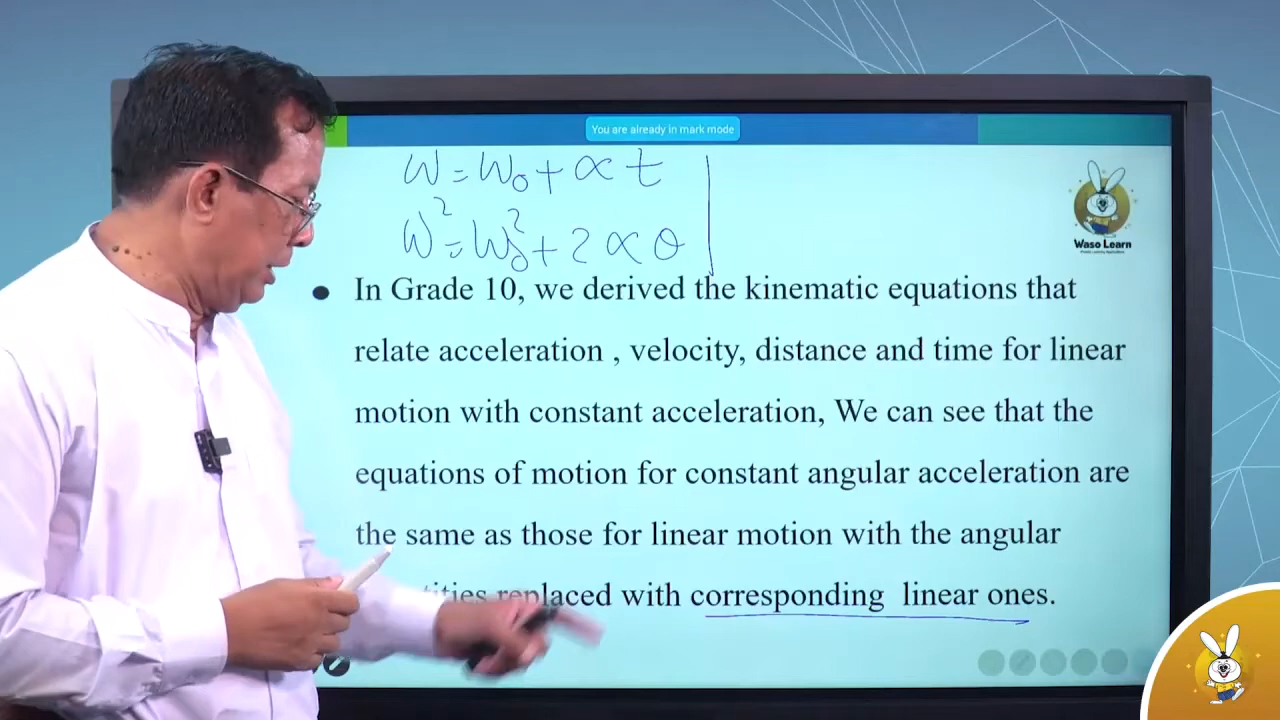 You are already in mark mode
ω = ω₀ + α t
ω² = ω₀² + 2 α θ
Waso Learn
• In Grade 10, we derived the kinematic equations that
relate acceleration , velocity, distance and time for linear
motion with constant acceleration, We can see that the
equations of motion for constant angular acceleration are
the same as those for linear motion with the angular
replaced with corresponding linear ones.